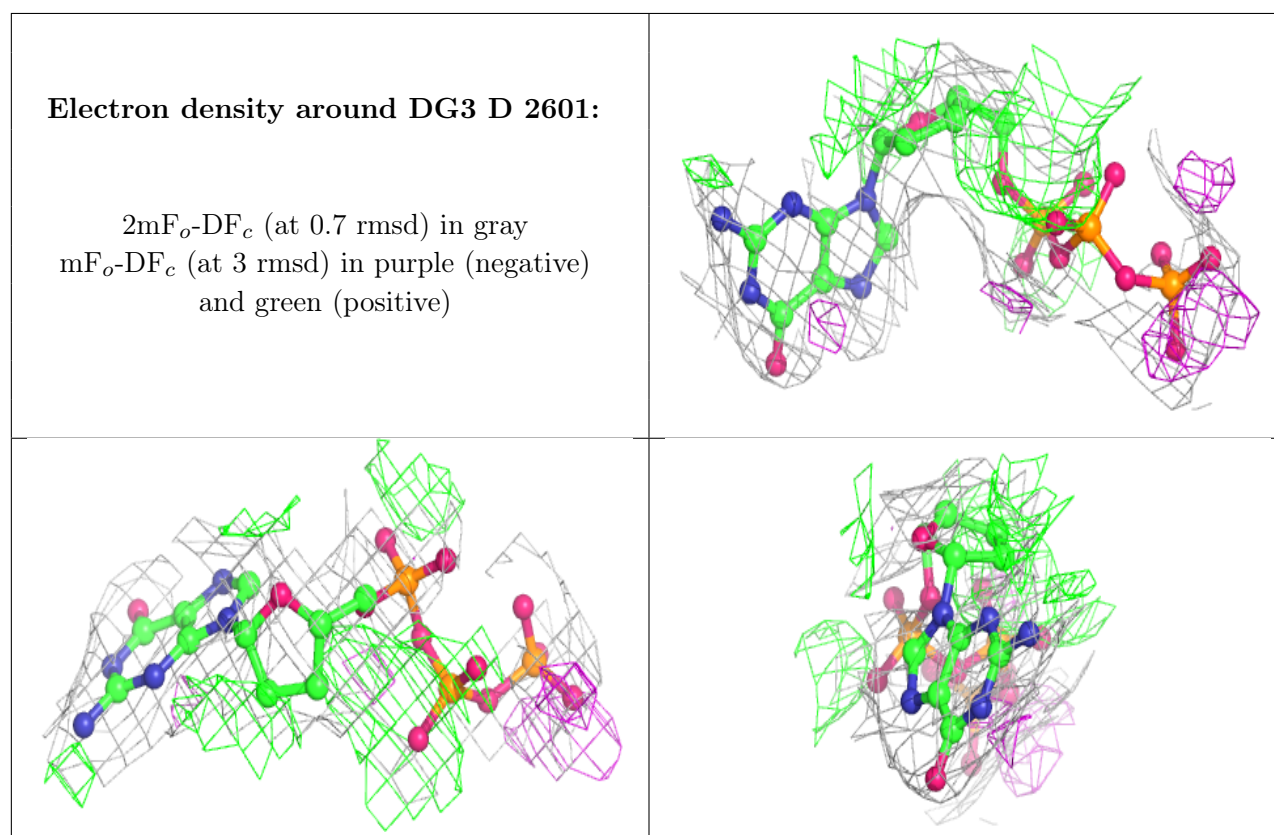 Electron density around DG3 D 2601:
2mFo-DFc (at 0.7 rmsd) in gray
mFo-DFc (at 3 rmsd) in purple (negative)
and green (positive)